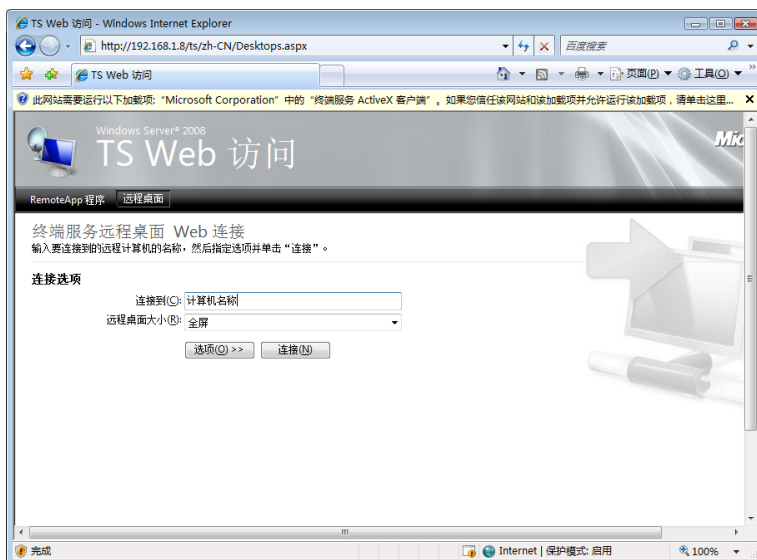 TS Web 访问 - Windows Internet Explorer
http://192.168.1.8/ts/zh-CN/Desktops.aspx
百度搜索
TS Web 访问
页面(P)
工具(O)
此网站需要运行以下加载项: "Microsoft Corporation" 中的 "终端服务 ActiveX 客户端" 。如果您信任该网站和该加载项并允许运行该加载项，请单击这里...
Windows Server® 2008
TS Web 访问
Mic
RemoteApp 程序 远程桌面
终端服务远程桌面 Web 连接
输入要连接到的远程计算机的名称，然后指定选项并单击“连接”。
连接选项
连接到(C): 计算机名称
远程桌面大小(R): 全屏
选项(O) >> 连接(N)
完成
Internet | 保护模式: 启用
100%